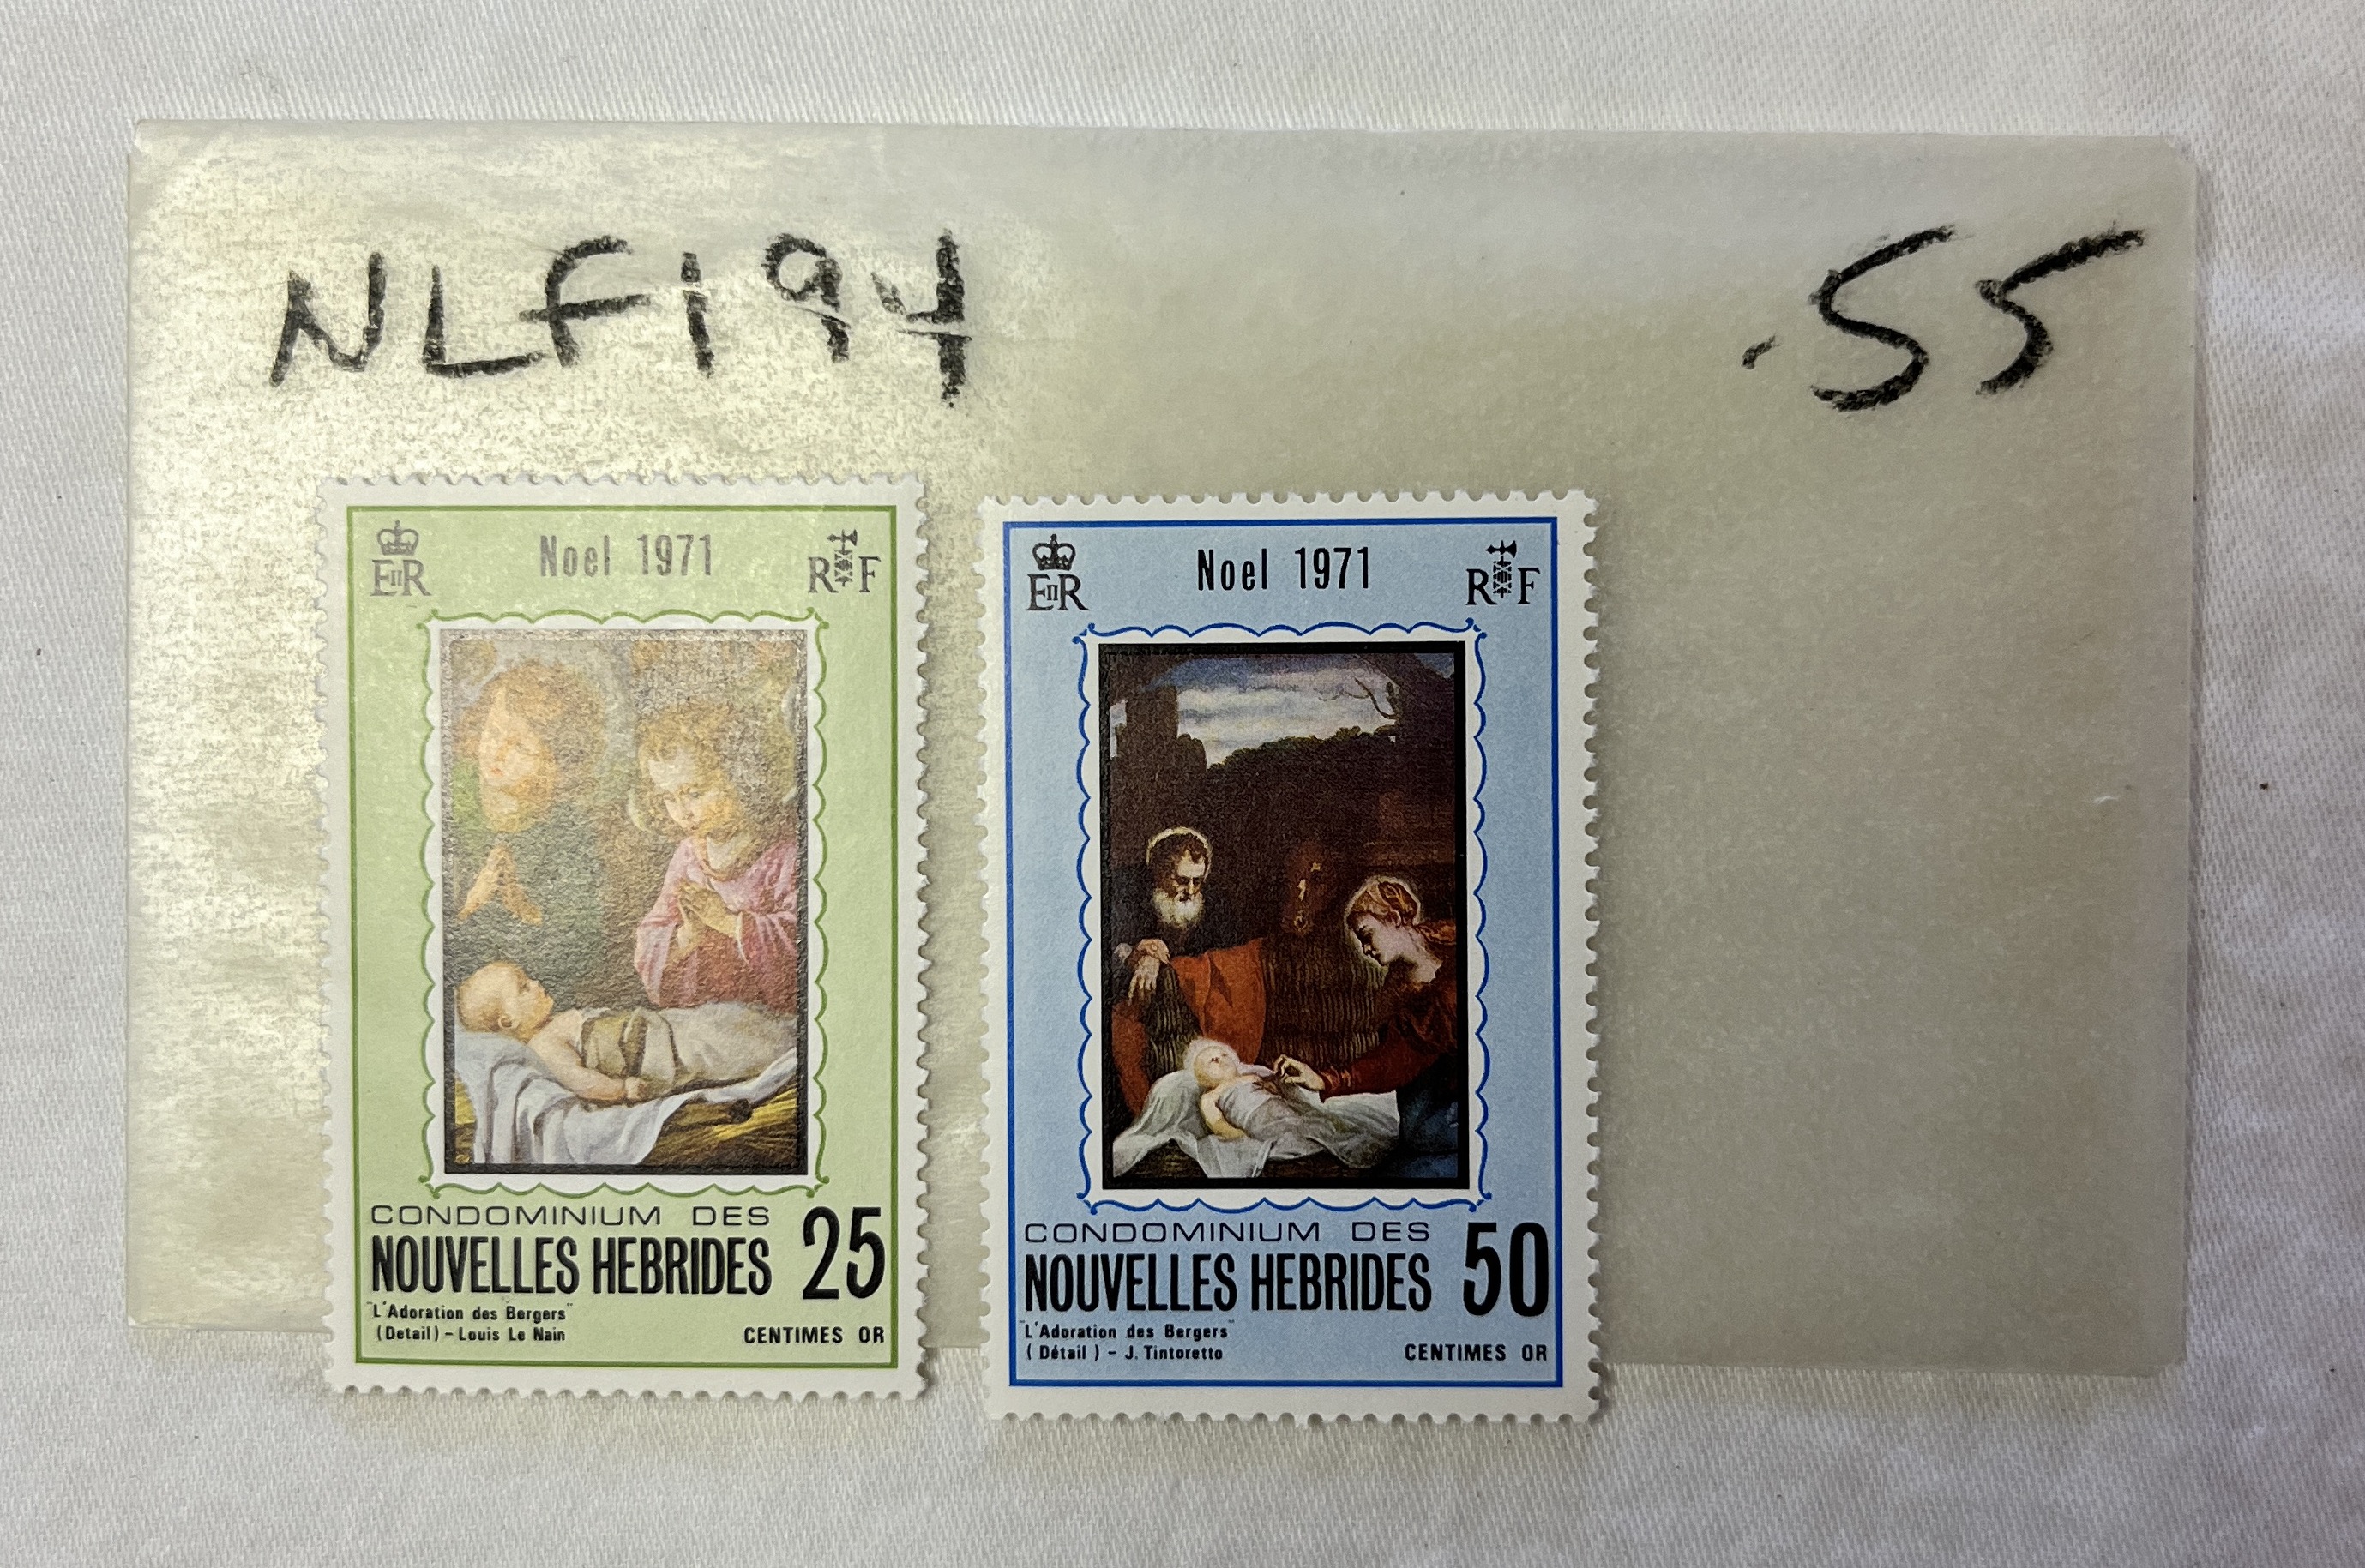 NLF194
.55
EIIR
Noel 1971
RF
CONDOMINIUM DES
NOUVELLES HEBRIDES 25
"L'Adoration des Bergers"
(Detail) - Louis Le Nain
CENTIMES OR
EIIR
Noel 1971
RF
CONDOMINIUM DES
NOUVELLES HEBRIDES 50
"L'Adoration des Bergers"
(Détail) - J. Tintoretto
CENTIMES OR